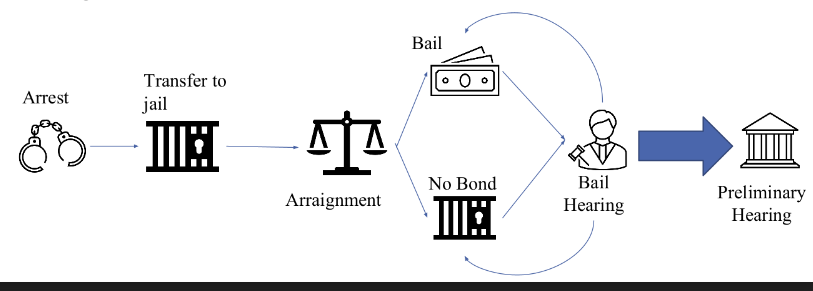 Arrest
Transfer to
jail
Arraignment
Bail
No Bond
Bail
Hearing
Preliminary
Hearing